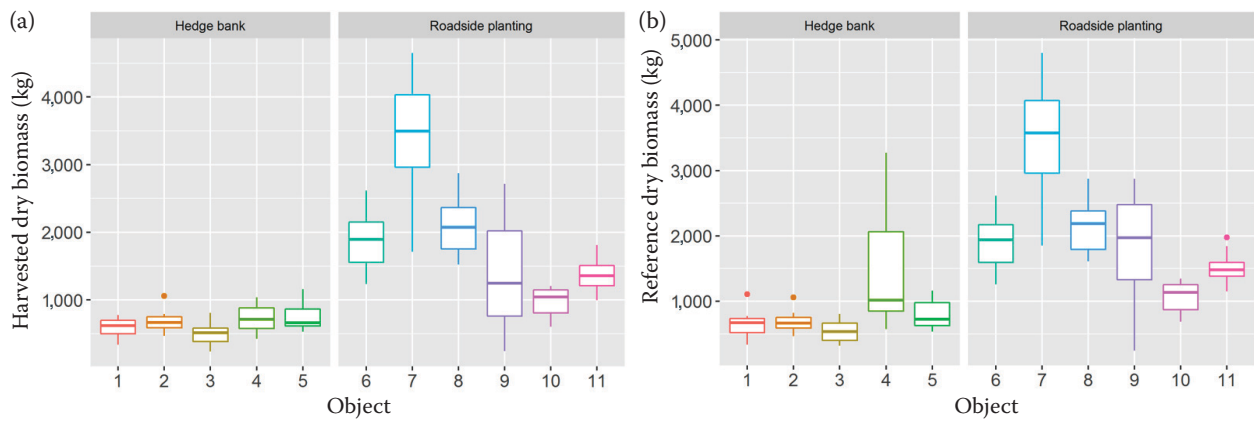 (a)
Hedge bank
Roadside planting
Harvested dry biomass (kg)
4,000
3,000
2,000
1,000
1 2 3 4 5 6 7 8 9 10 11
Object
(b)
Hedge bank
Roadside planting
Reference dry biomass (kg)
5,000
4,000
3,000
2,000
1,000
1 2 3 4 5 6 7 8 9 10 11
Object